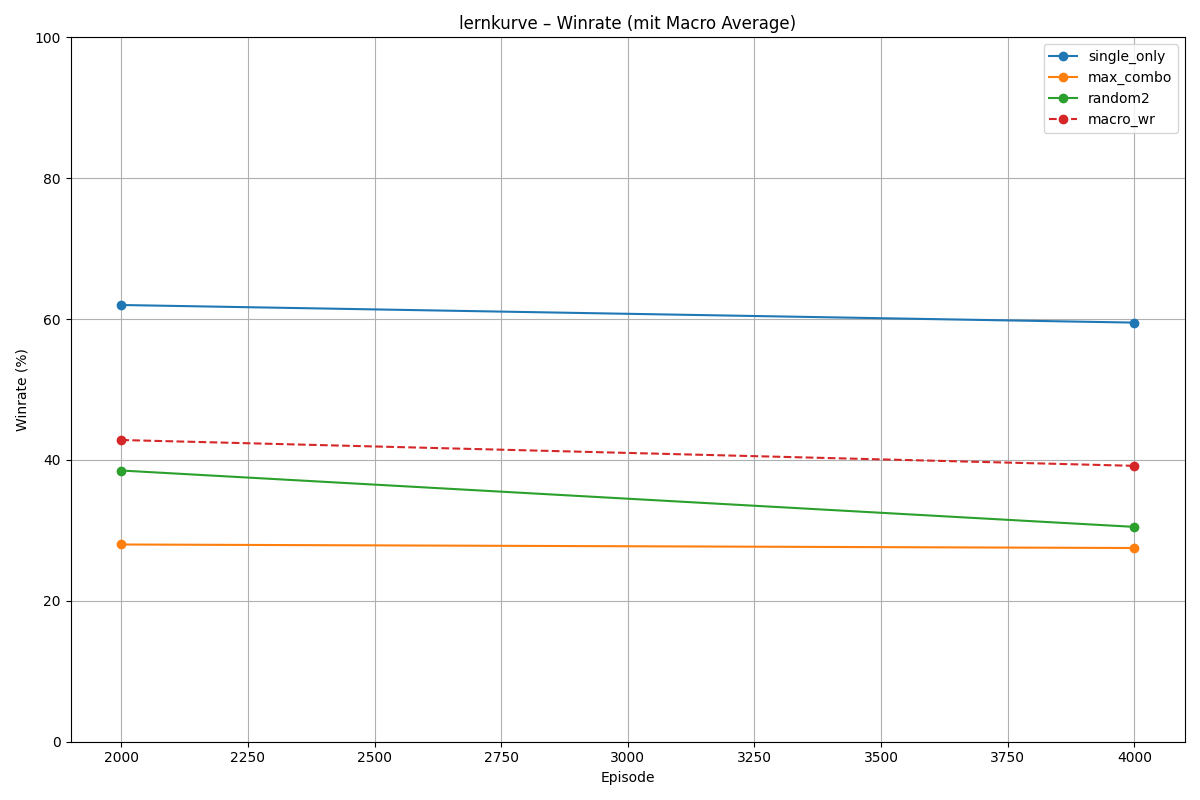 lernkurve – Winrate (mit Macro Average)
single_only
max_combo
random2
macro_wr
Winrate (%)
100
80
60
40
20
0
2000 2250 2500 2750 3000 3250 3500 3750 4000
Episode